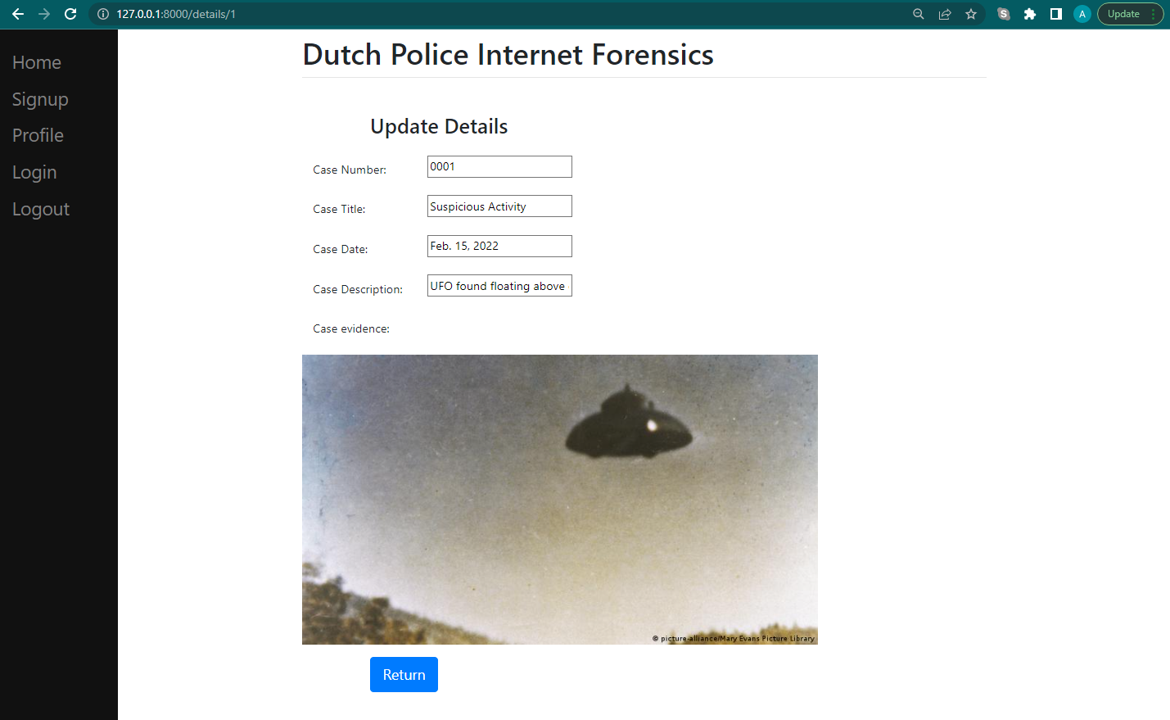 127.0.0.1:8000/details/1
A
Update
Home
Signup
Profile
Login
Logout
Dutch Police Internet Forensics
Update Details
Case Number: 0001
Case Title: Suspicious Activity
Case Date: Feb. 15, 2022
Case Description: UFO found floating above
Case evidence:
© picture-alliance/Mary Evans Picture Library
Return